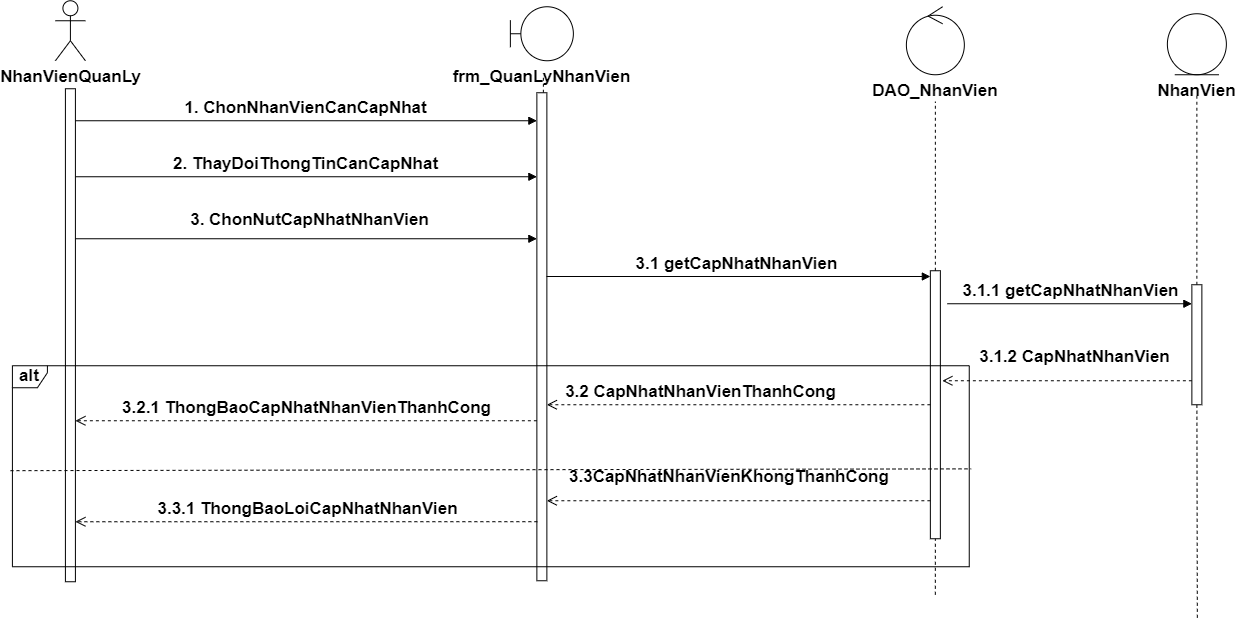 NhanVienQuanLy
frm_QuanLyNhanVien
DAO_NhanVien
NhanVien
1. ChonNhanVienCanCapNhat
2. ThayDoiThongTinCanCapNhat
3. ChonNutCapNhatNhanVien
3.1 getCapNhatNhanVien
3.1.1 getCapNhatNhanVien
3.1.2 CapNhatNhanVien
alt
3.2 CapNhatNhanVienThanhCong
3.2.1 ThongBaoCapNhatNhanVienThanhCong
3.3CapNhatNhanVienKhongThanhCong
3.3.1 ThongBaoLoiCapNhatNhanVien